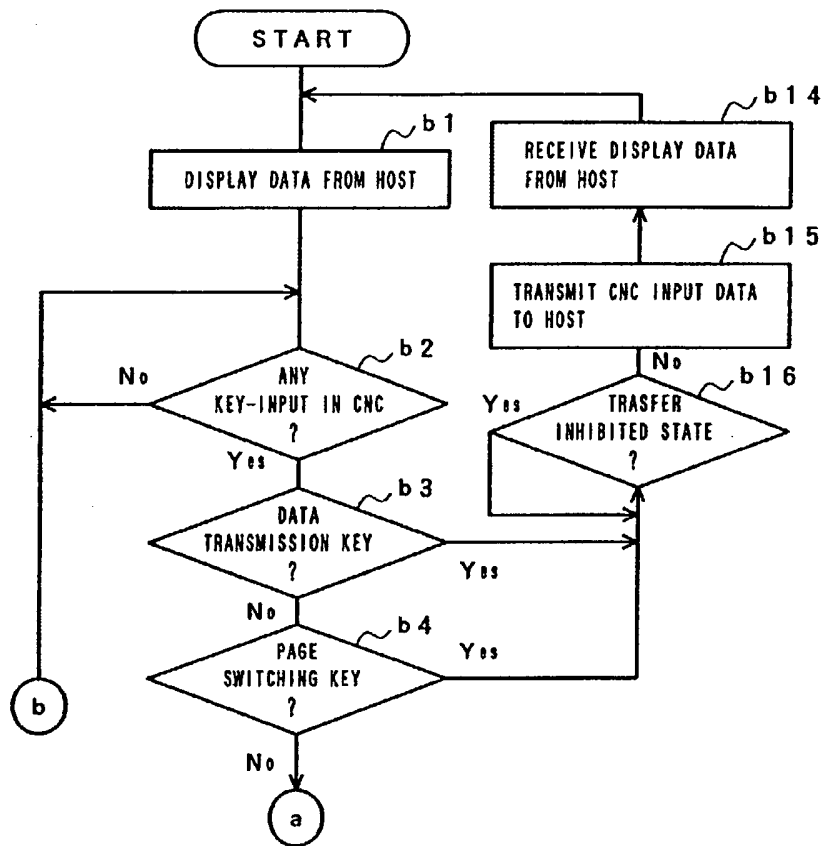 START
b1
DISPLAY DATA FROM HOST
b14
RECEIVE DISPLAY DATA
FROM HOST
b15
TRANSMIT CNC INPUT DATA
TO HOST
b2
No
ANY
KEY-INPUT IN CNC
?
Yes
No
b16
Yes
TRASFER
INHIBITED STATE
?
b3
DATA
TRANSMISSION KEY
?
Yes
No
b4
PAGE
SWITCHING KEY
?
Yes
No
b
a